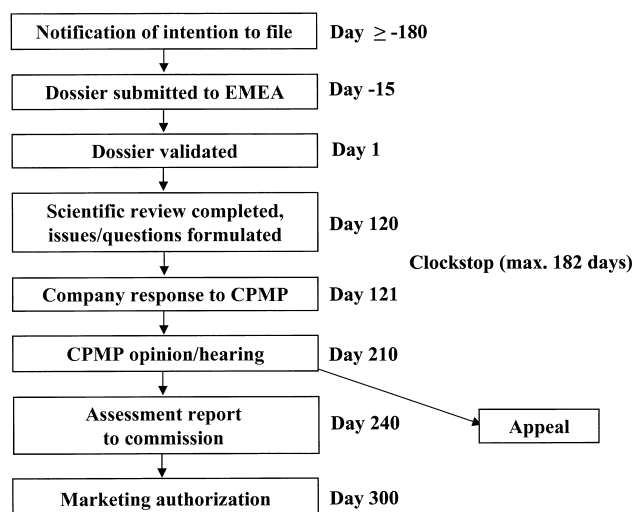 Notification of intention to file
Day ≥ -180
Dossier submitted to EMEA
Day -15
Dossier validated
Day 1
Scientific review completed,
issues/questions formulated
Day 120
Clockstop (max. 182 days)
Company response to CPMP
Day 121
CPMP opinion/hearing
Day 210
Assessment report
to commission
Day 240
Appeal
Marketing authorization
Day 300